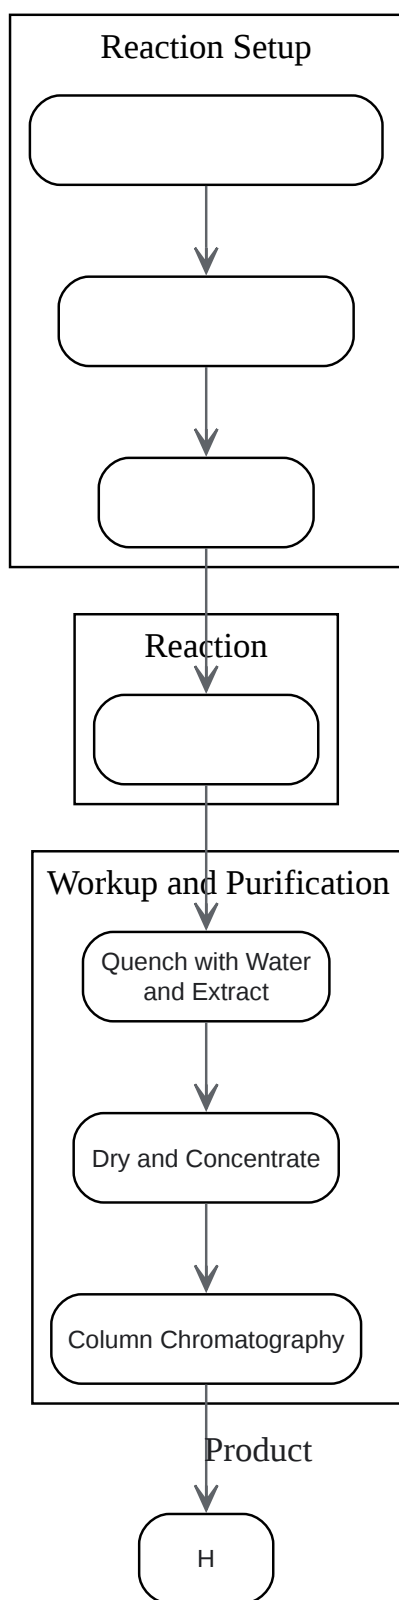 Reaction Setup
Reaction
Workup and Purification
Quench with Water
and Extract
Dry and Concentrate
Column Chromatography
Product
H